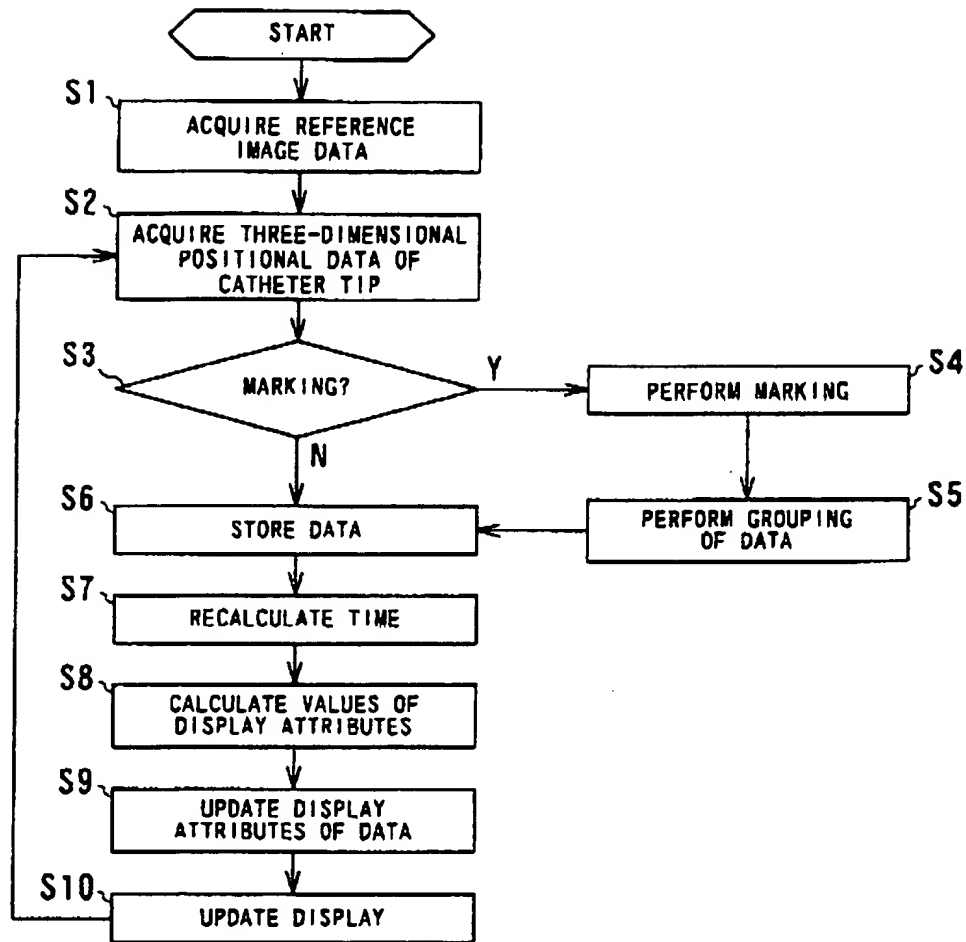 START
S1
ACQUIRE REFERENCE
IMAGE DATA
S2
ACQUIRE THREE-DIMENSIONAL
POSITIONAL DATA OF
CATHETER TIP
S3
MARKING?
Y
S4
PERFORM MARKING
N
S5
PERFORM GROUPING
OF DATA
S6
STORE DATA
S7
RECALCULATE TIME
S8
CALCULATE VALUES OF
DISPLAY ATTRIBUTES
S9
UPDATE DISPLAY
ATTRIBUTES OF DATA
S10
UPDATE DISPLAY